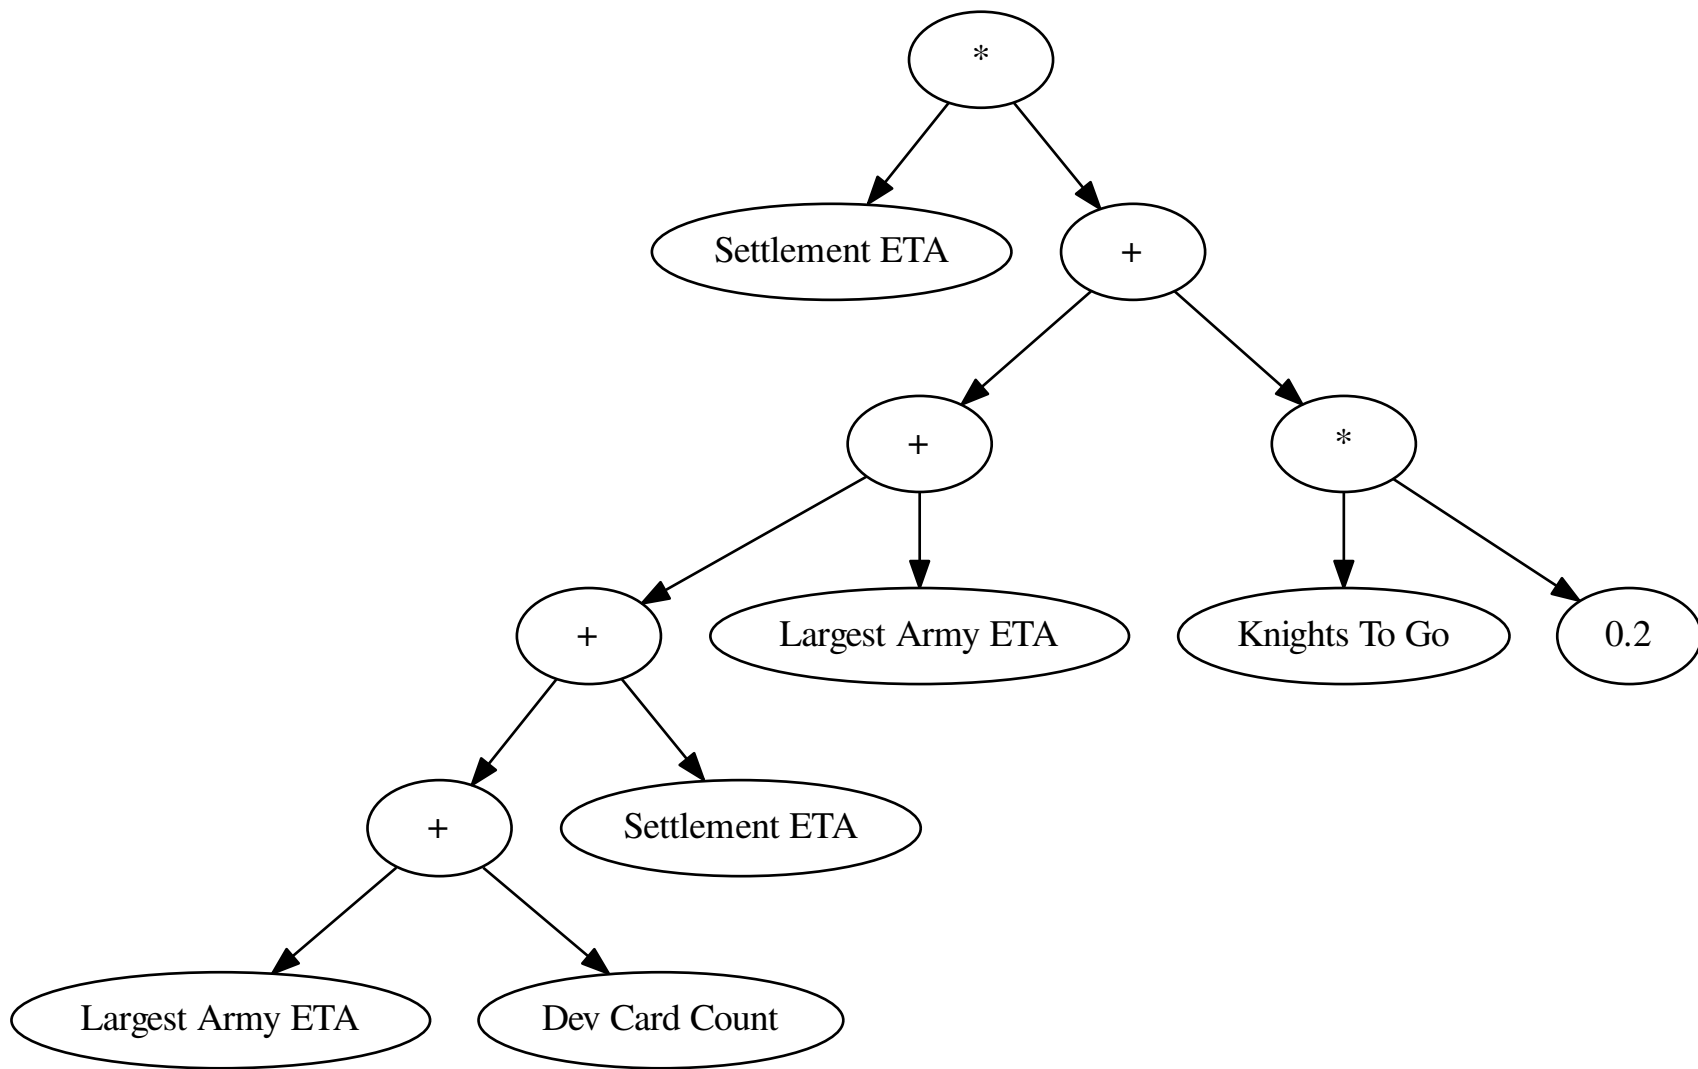 *
Settlement ETA
+
+
*
+
Largest Army ETA
Knights To Go
0.2
+
Settlement ETA
Largest Army ETA
Dev Card Count